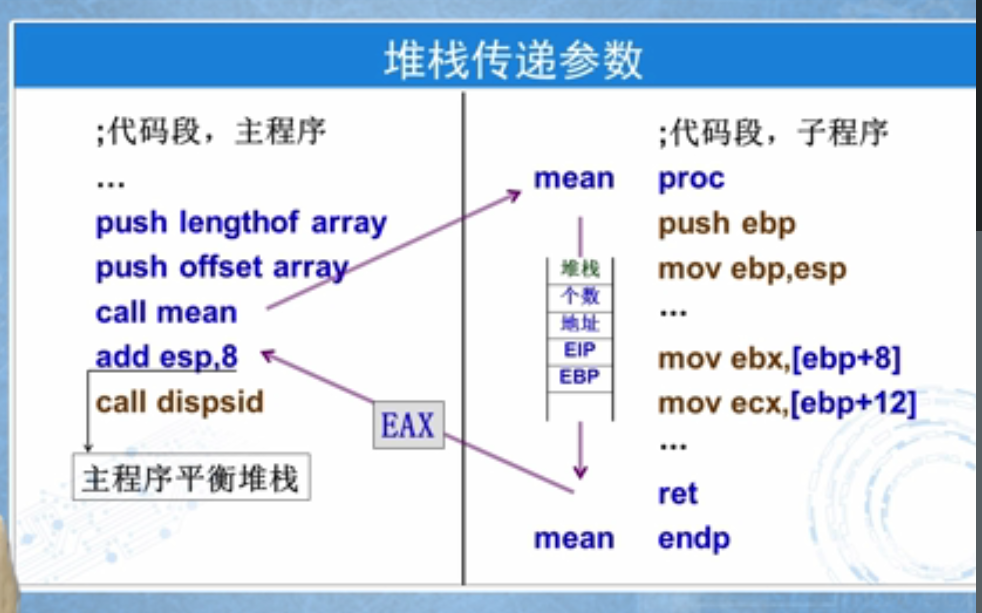 堆栈传递参数
;代码段，主程序
...
push lengthof array
push offset array
call mean
add esp,8
call dispsid
主程序平衡堆栈
EAX
;代码段，子程序
mean proc
push ebp
mov ebp,esp
...
mov ebx,[ebp+8]
mov ecx,[ebp+12]
...
ret
mean endp
堆栈
个数
地址
EIP
EBP